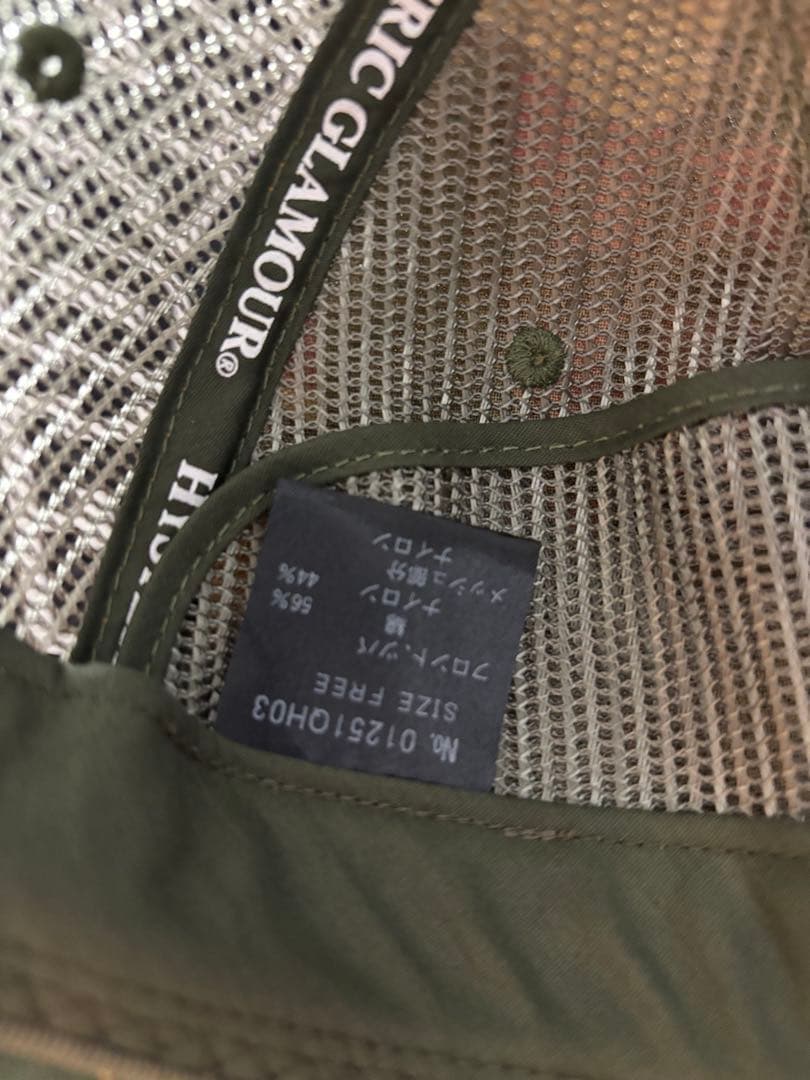 RIC GLAMOUR®
HIS
No. 01251QH03
SIZE FREE
フロント、ツバ
綿 56%
ナイロン 44%
メッシュ部分
ナイロン